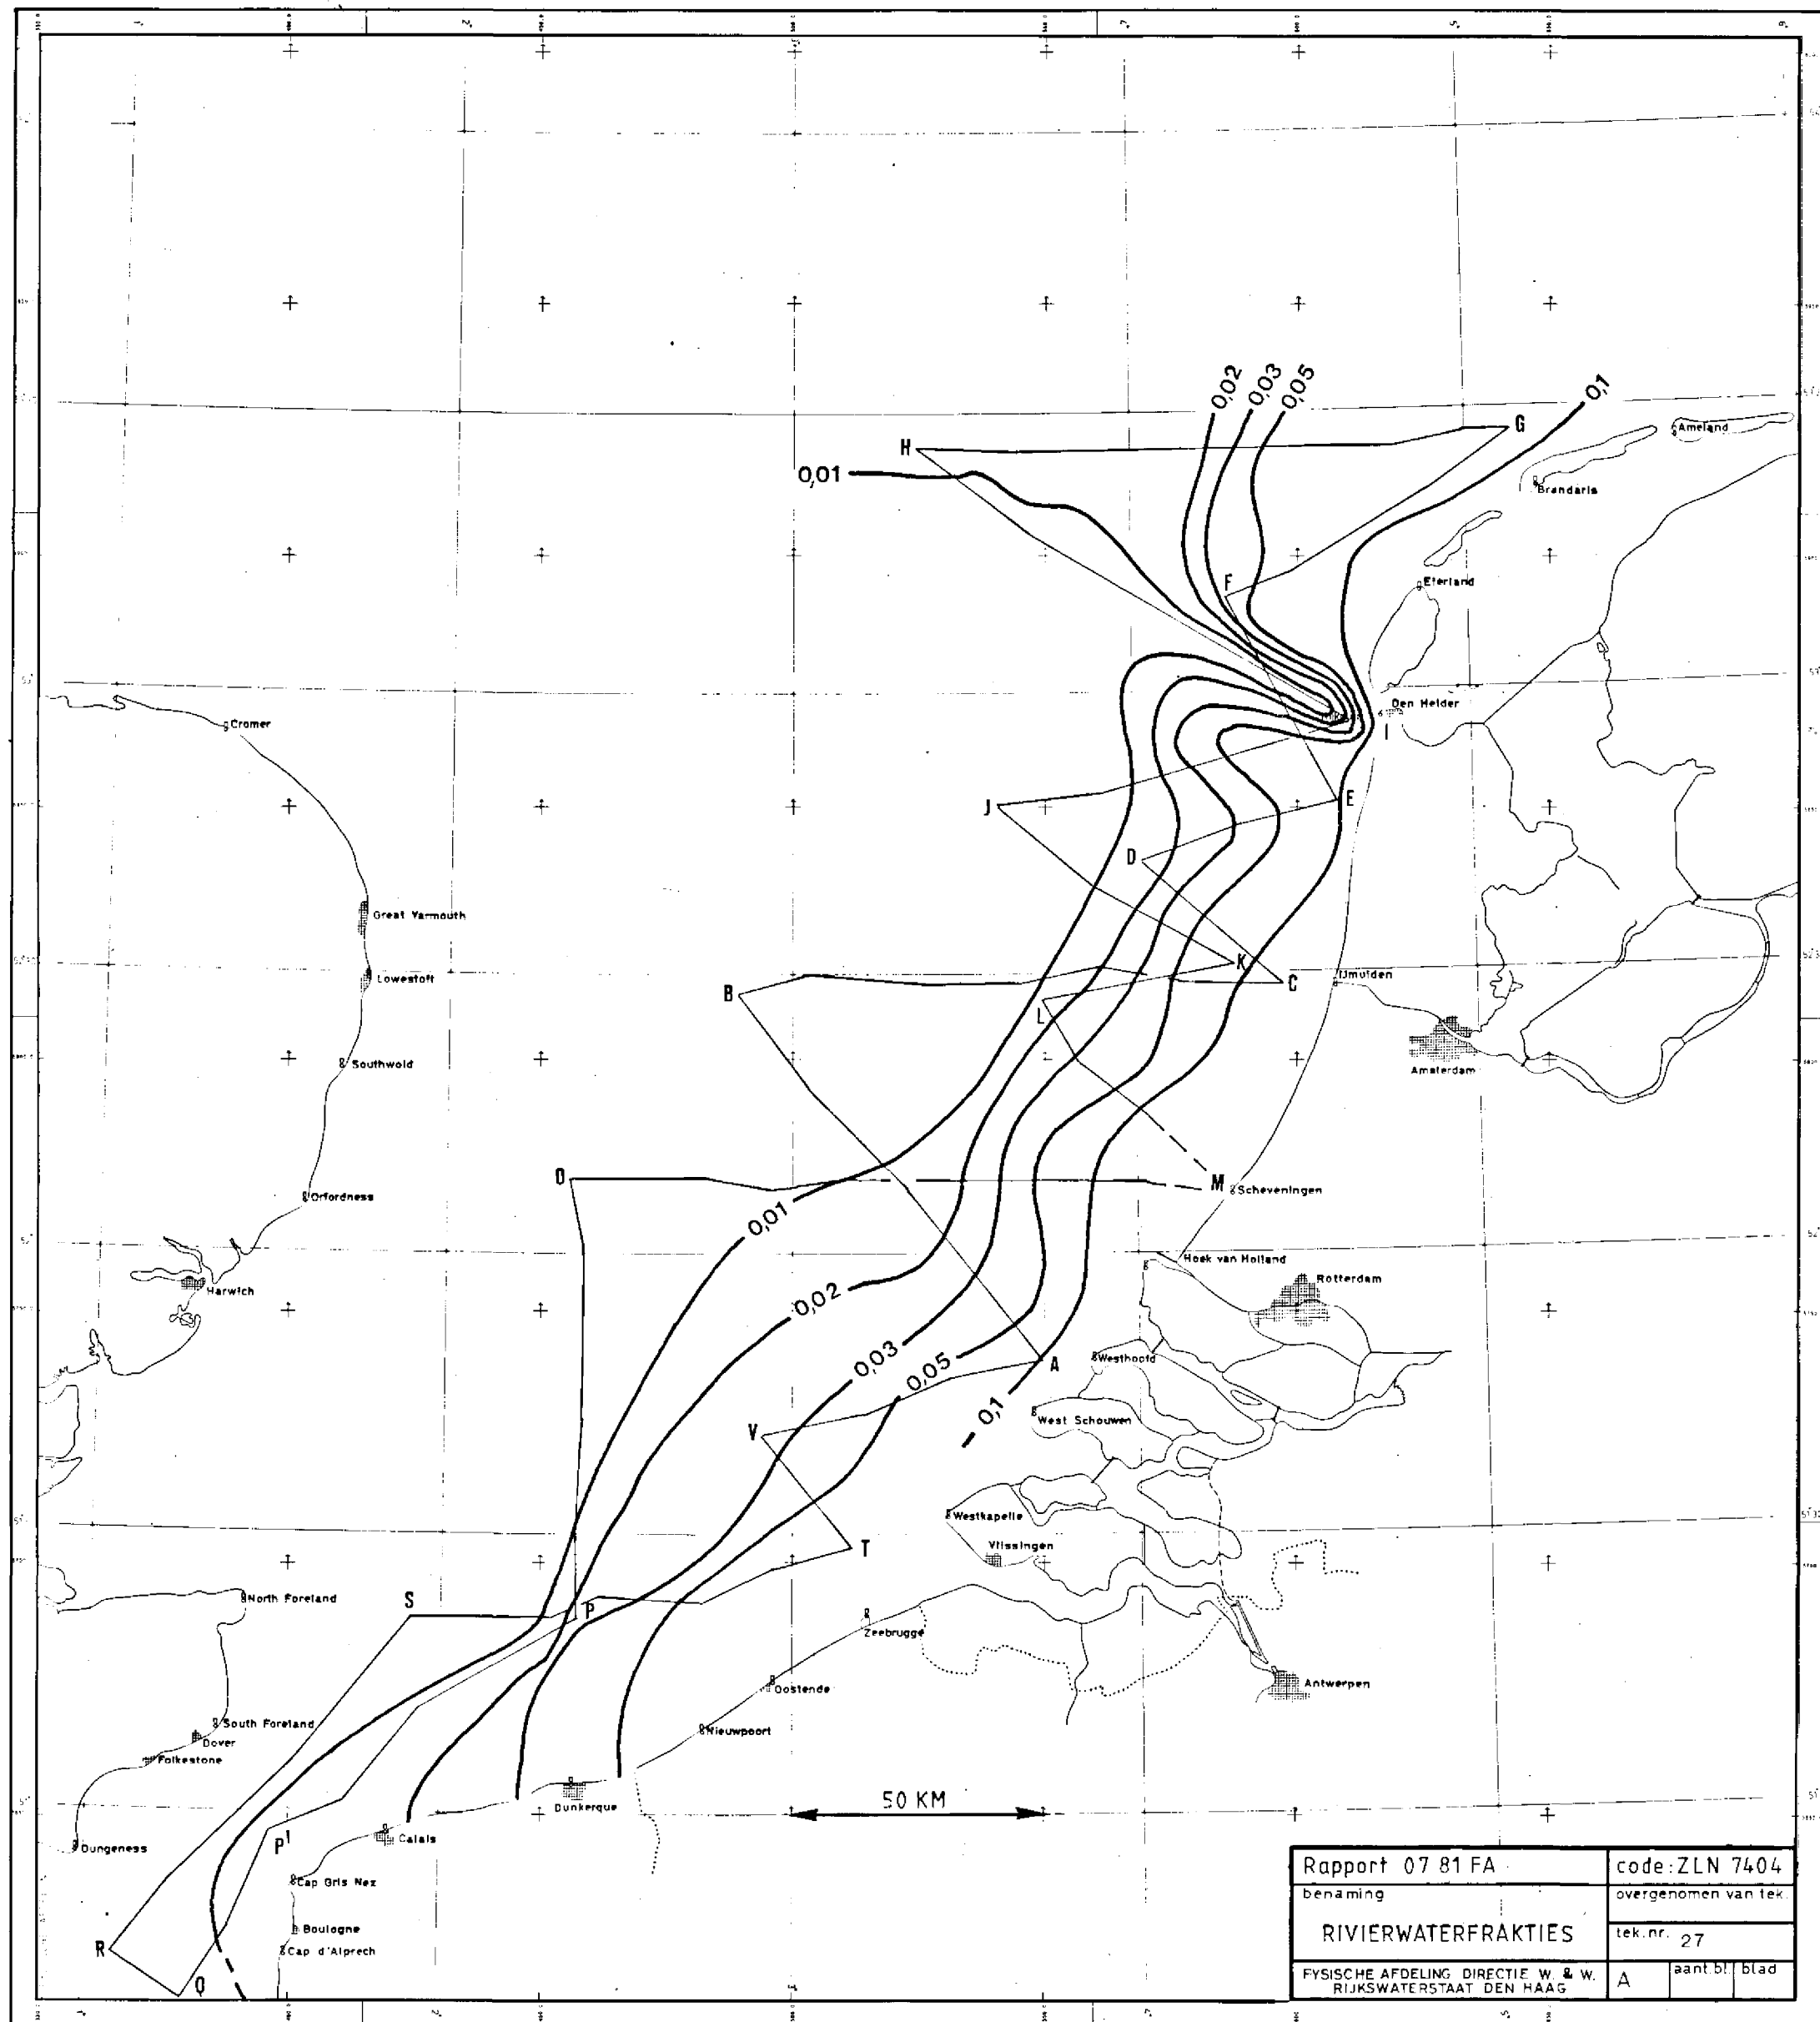 0,02
0,03
0,05
0,1
G
Ameland
H
0,01
Brandaris
F
Eierland
Cromer
Den Helder
I
J
E
D
Great Yarmouth
Lowestoft
K
B
C
IJmuiden
L
Southwold
Amsterdam
O
M
Scheveningen
Orfordness
0,01
Hoek van Holland
Rotterdam
Harwich
0,02
0,03
0,05
A
Westhoofd
0,1
West Schouwen
V
Westkapelle
T
Vlissingen
North Foreland
S
P
Zeebrugge
Oostende
Antwerpen
South Foreland
Nieuwpoort
Dover
Folkestone
50 KM
Dunkerque
Calais
Dungeness
P'
Cap Gris Nez
Boulogne
R
Cap d'Alprech
Q
Rapport 07 81 FA
code: ZLN 7404
benaming
overgenomen van tek.
RIVIERWATERFRAKTIES
tek.nr. 27
FYSISCHE AFDELING DIRECTIE W. & W.
RIJKSWATERSTAAT DEN HAAG
A
aant.bl.
blad